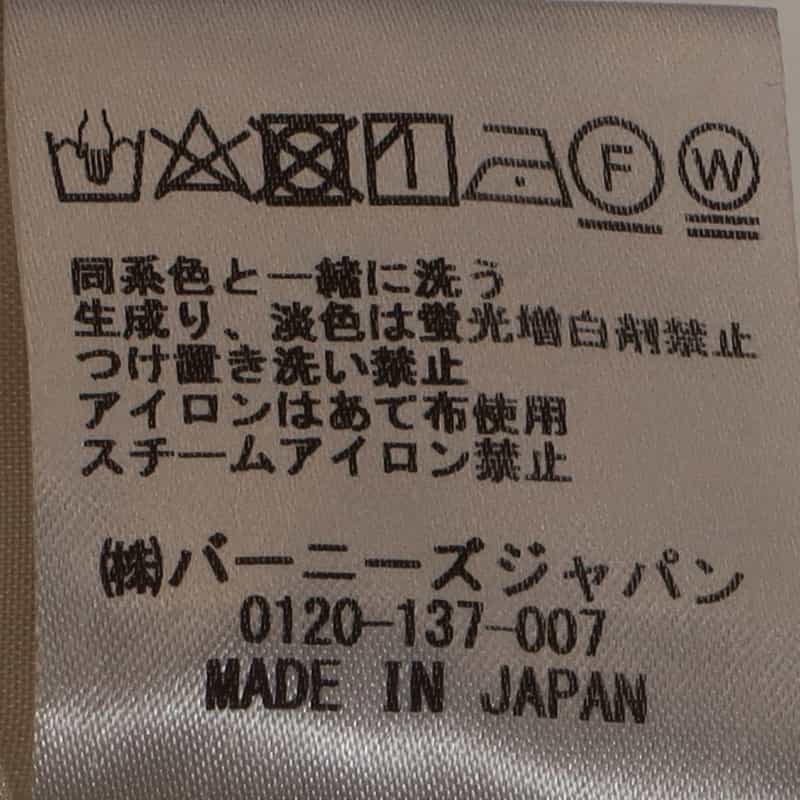 F W
同系色と一緒に洗う
生成り、淡色は蛍光増白剤禁止
つけ置き洗い禁止
アイロンはあて布使用
スチームアイロン禁止
(株)バーニーズジャパン
0120-137-007
MADE IN JAPAN